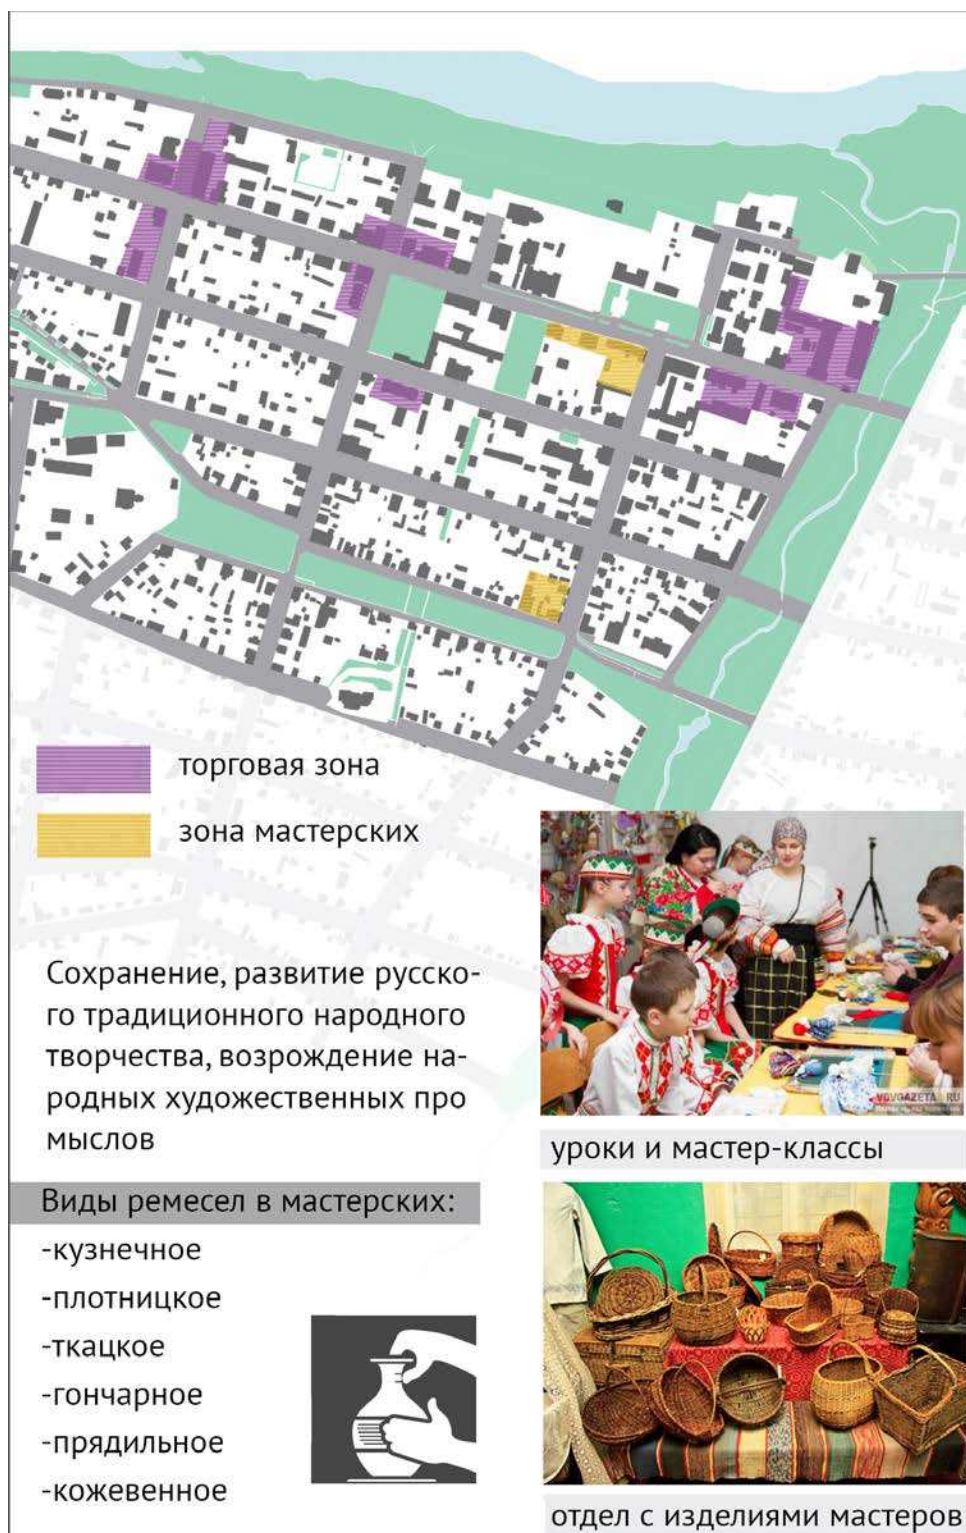 торговая зона
зона мастерских
Сохранение, развитие русско-
го традиционного народного
творчества, возрождение на-
родных художественных про
мыслов
Виды ремесел в мастерских:
-кузнечное
-плотницкое
-ткацкое
-гончарное
-прядильное
-кожевенное
VOVGAZETA.RU
уроки и мастер-классы
отдел с изделиями мастеров